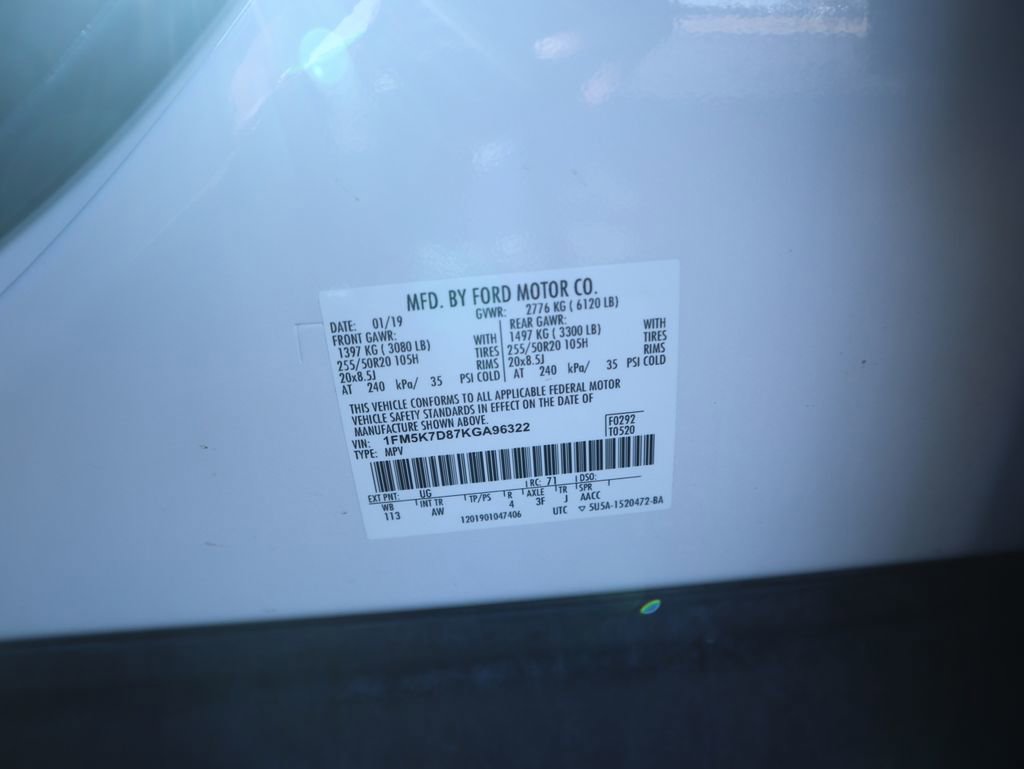 MFD. BY FORD MOTOR CO.
DATE: 01/19 GVWR: 2776 KG ( 6120 LB)
FRONT GAWR: WITH REAR GAWR: WITH
1397 KG ( 3080 LB) TIRES 1497 KG ( 3300 LB) TIRES
255/50R20 105H RIMS 255/50R20 105H RIMS
20x8.5J 20x8.5J
AT 240 kPa/ 35 PSI COLD AT 240 kPa/ 35 PSI COLD
THIS VEHICLE CONFORMS TO ALL APPLICABLE FEDERAL MOTOR
VEHICLE SAFETY STANDARDS IN EFFECT ON THE DATE OF
MANUFACTURE SHOWN ABOVE.
VIN: 1FM5K7D87KGA96322 F0292
TYPE: MPV T0520
EXT PNT: UG RC: 71 DSO:
WB INT TR TP/PS R AXLE TR SPR
113 AW 4 3F J AACC
1201901047406 UTC ▽ 5U5A-1520472-BA